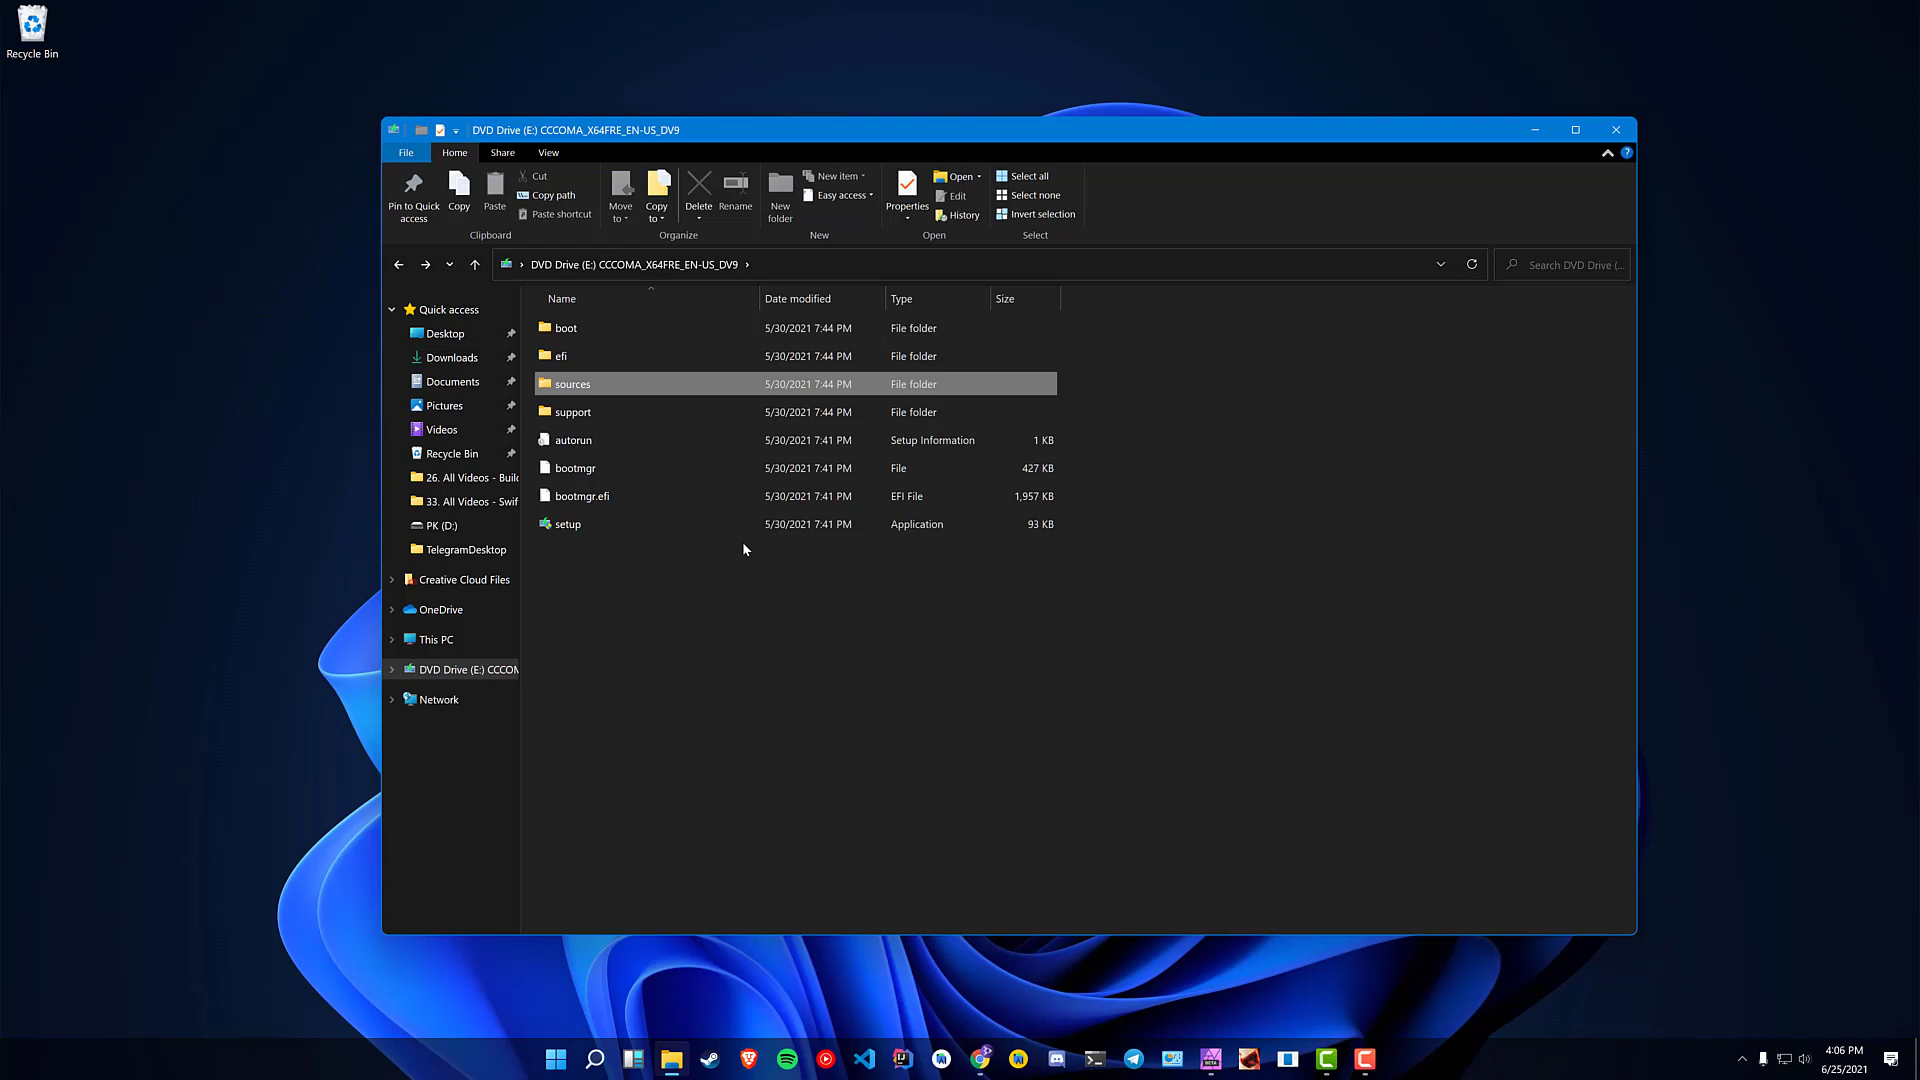 Recycle Bin
DVD Drive (E:) CCCOMA_X64FRE_EN-US_DV9
File Home Share View
Pin to Quick access
Copy
Paste
Cut
Copy path
Paste shortcut
Clipboard
Move to
Copy to
Delete
Rename
Organize
New folder
New item
Easy access
New
Properties
Open
Edit
History
Open
Select all
Select none
Invert selection
Select
DVD Drive (E:) CCCOMA_X64FRE_EN-US_DV9
Search DVD Drive (...
Quick access
Desktop
Downloads
Documents
Pictures
Videos
Recycle Bin
26. All Videos - Build
33. All Videos - Swif
PK (D:)
TelegramDesktop
Creative Cloud Files
OneDrive
This PC
DVD Drive (E:) CCCOM
Network
Name Date modified Type Size
boot 5/30/2021 7:44 PM File folder
efi 5/30/2021 7:44 PM File folder
sources 5/30/2021 7:44 PM File folder
support 5/30/2021 7:44 PM File folder
autorun 5/30/2021 7:41 PM Setup Information 1 KB
bootmgr 5/30/2021 7:41 PM File 427 KB
bootmgr.efi 5/30/2021 7:41 PM EFI File 1,957 KB
setup 5/30/2021 7:41 PM Application 93 KB
4:06 PM
6/25/2021